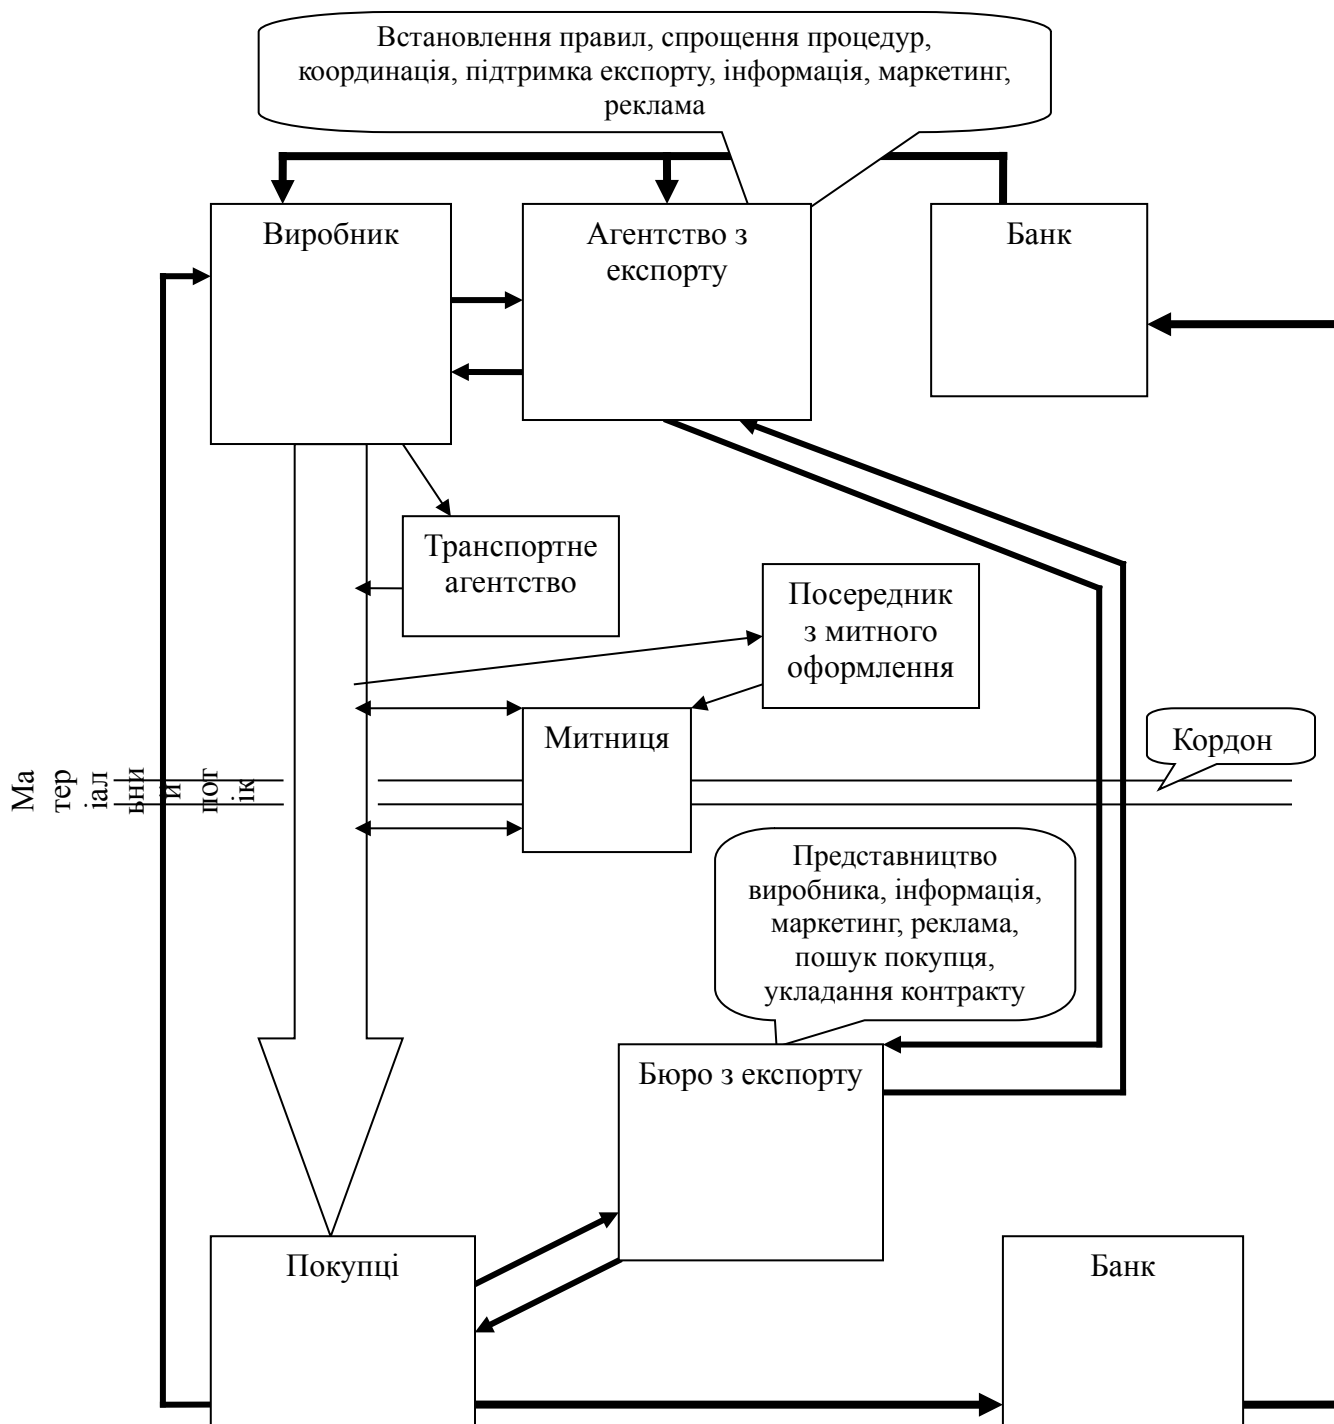 Встановлення правил, спрощення процедур,
координація, підтримка експорту, інформація, маркетинг,
реклама
Виробник
Агентство з
експорту
Банк
Транспортне
агентство
Посередник
з митного
оформлення
Митниця
Кордон
Ма
тер
іал
ьни
й
пот
ік
Представництво
виробника, інформація,
маркетинг, реклама,
пошук покупця,
укладання контракту
Бюро з експорту
Покупці
Банк